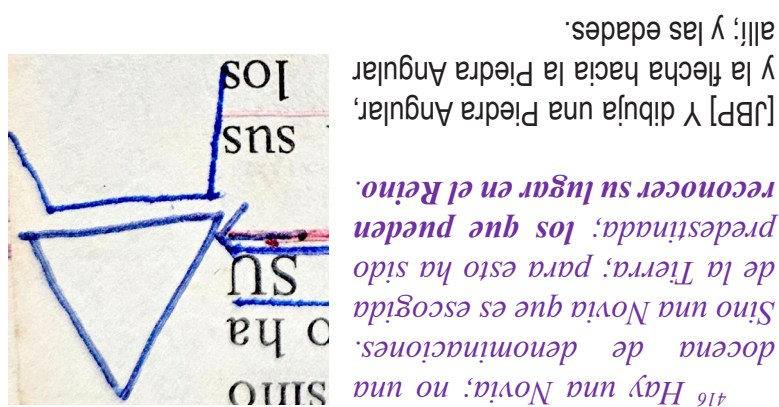 416 Hay una Novia; no una
docena de denominaciones.
Sino una Novia que es escogida
de la Tierra; para esto ha sido
predestinada; los que pueden
reconocer su lugar en el Reino.
[JBP] Y dibuja una Piedra Angular,
y la flecha hacia la Piedra Angular
allí; y las edades.
sino
o ha
SU
sus
los